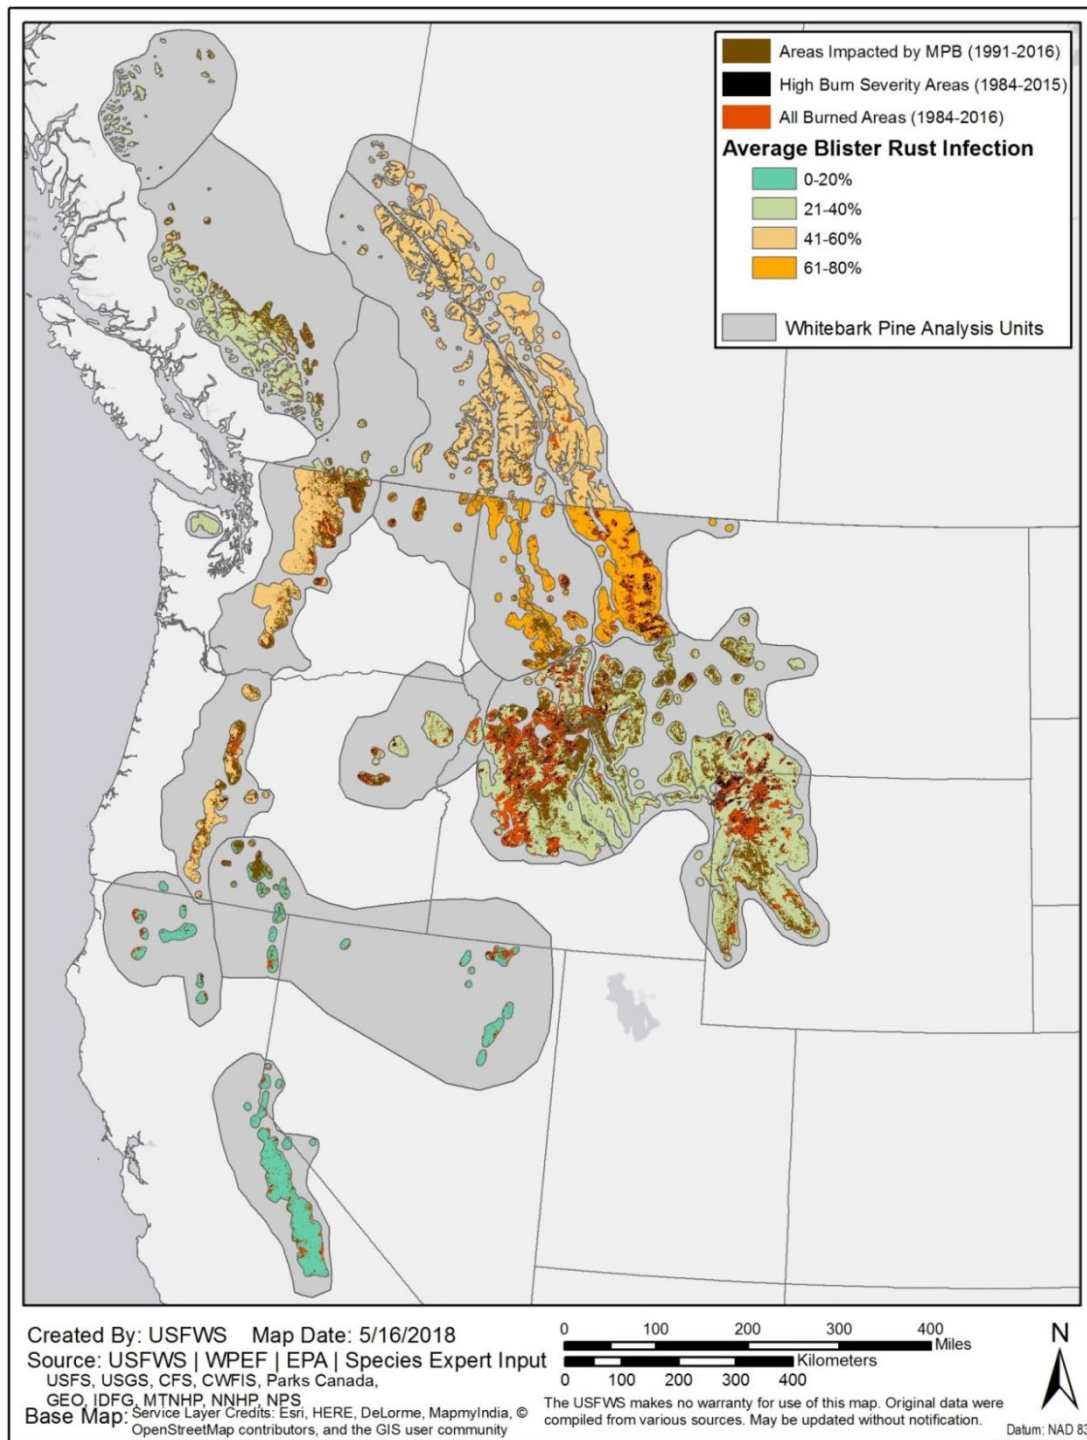 Areas Impacted by MPB (1991-2016)
High Burn Severity Areas (1984-2015)
All Burned Areas (1984-2016)
Average Blister Rust Infection
0-20%
21-40%
41-60%
61-80%
Whitebark Pine Analysis Units
Created By: USFWS Map Date: 5/16/2018
Source: USFWS | WPEF | EPA | Species Expert Input
USFS, USGS, CFS, CWFIS, Parks Canada,
GEO, IDFG, MTNHP, NNHP, NPS
Base Map: Service Layer Credits: Esri, HERE, DeLorme, MapmyIndia, ©
OpenStreetMap contributors, and the GIS user community
0 100 200 300 400
Miles
Kilometers
0 100 200 300 400
The USFWS makes no warranty for use of this map. Original data were
compiled from various sources. May be updated without notification.
N
Datum: NAD 83